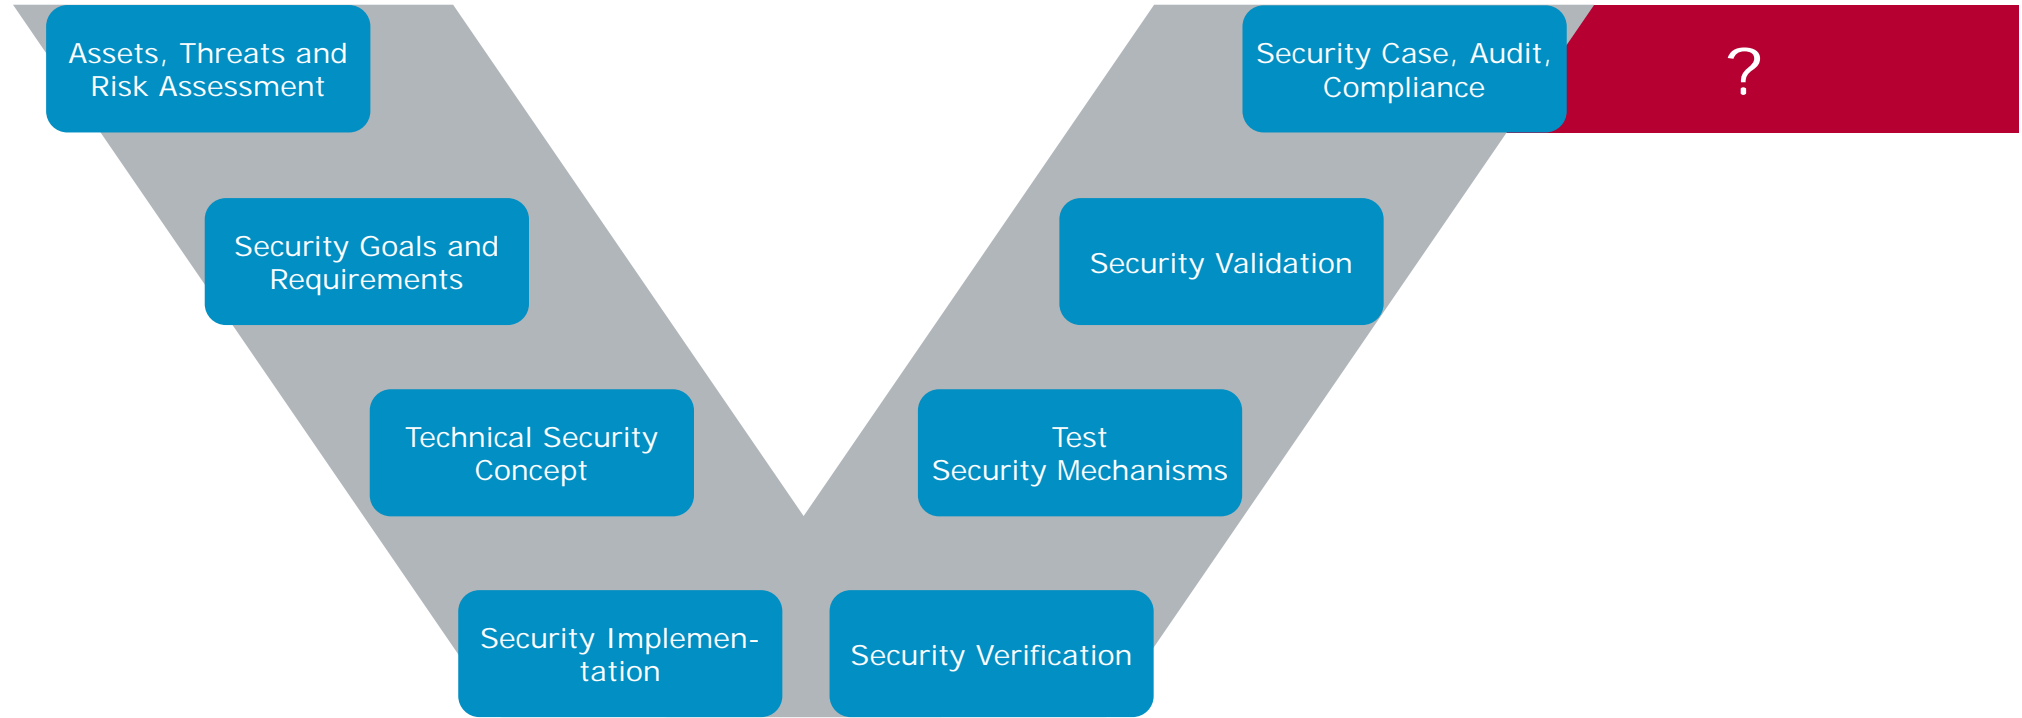 Assets, Threats and
Risk Assessment
Security Case, Audit,
Compliance
?
Security Goals and
Requirements
Security Validation
Technical Security
Concept
Test
Security Mechanisms
Security Implemen-
tation
Security Verification